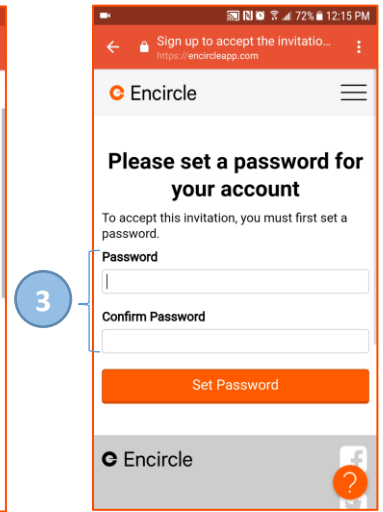 72% 12:15 PM
Sign up to accept the invitatio...
https://encircleapp.com
Encircle
Please set a password for
your account
To accept this invitation, you must first set a
password.
Password
3
Confirm Password
Set Password
Encircle
?